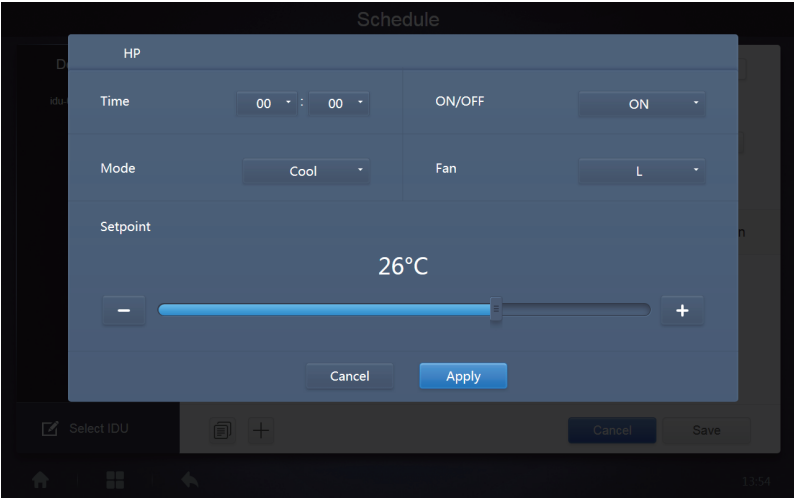 Schedule
HP
Time 00 : 00 ON/OFF ON
idu-
Mode Cool Fan L
Setpoint
n
26°C
− +
Cancel Apply
Select IDU Cancel Save
13:54